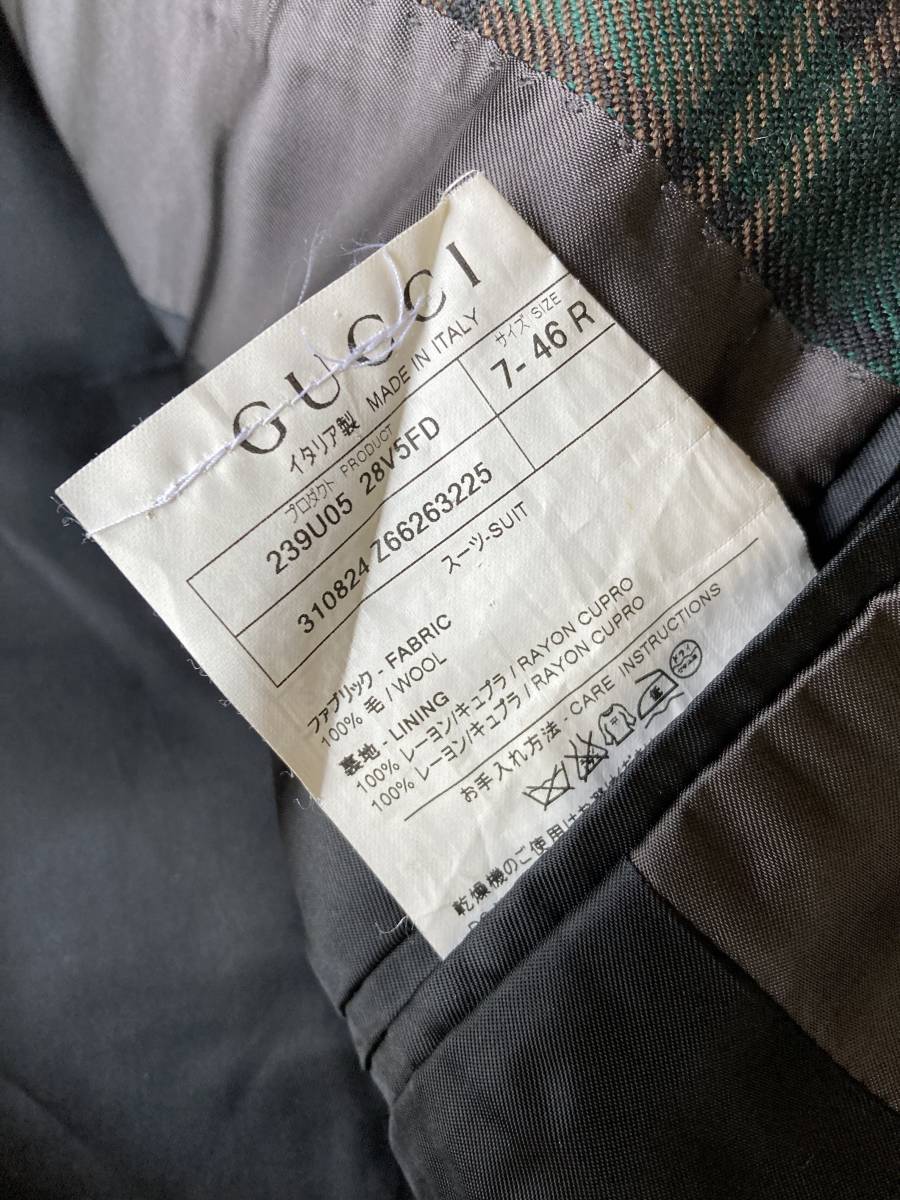 GUCCI
イタリア製 MADE IN ITALY
プロダクト PRODUCT
239U05 28V5FD
サイズ SIZE
7-46 R
310824 Z66263225
スーツ-SUIT
ファブリック - FABRIC
100% 毛 / WOOL
裏地 - LINING
100% レーヨン/キュプラ / RAYON CUPRO
100% レーヨン/キュプラ / RAYON CUPRO
お手入れ方法 - CARE INSTRUCTIONS
乾燥機のご使用はお